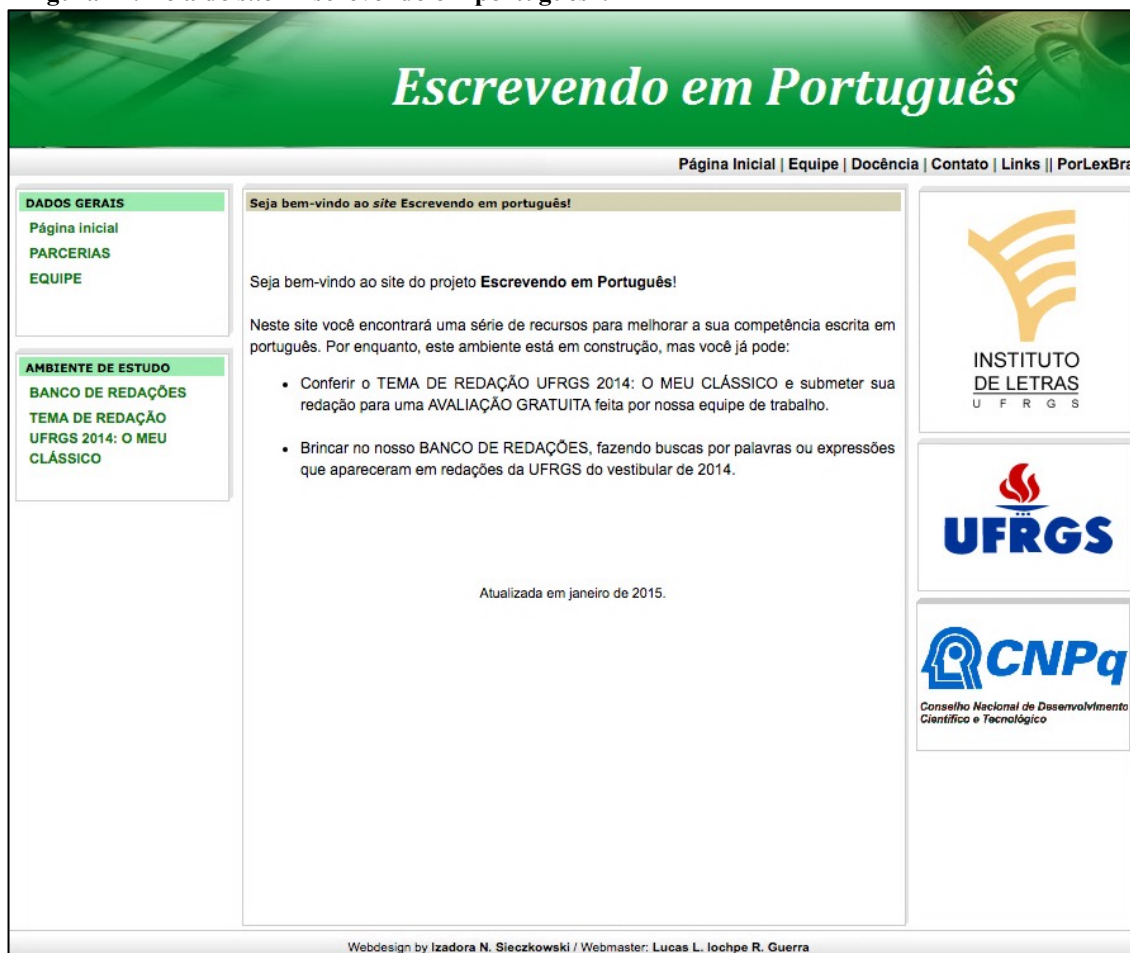 Escrevendo em Português
Página Inicial | Equipe | Docência | Contato | Links || PorLexBra
DADOS GERAIS
Página inicial
PARCERIAS
EQUIPE
AMBIENTE DE ESTUDO
BANCO DE REDAÇÕES
TEMA DE REDAÇÃO
UFRGS 2014: O MEU
CLÁSSICO
Seja bem-vindo ao site Escrevendo em português!
Seja bem-vindo ao site do projeto Escrevendo em Português!
Neste site você encontrará uma série de recursos para melhorar a sua competência escrita em
português. Por enquanto, este ambiente está em construção, mas você já pode:
• Conferir o TEMA DE REDAÇÃO UFRGS 2014: O MEU CLÁSSICO e submeter sua
redação para uma AVALIAÇÃO GRATUITA feita por nossa equipe de trabalho.
• Brincar no nosso BANCO DE REDAÇÕES, fazendo buscas por palavras ou expressões
que apareceram em redações da UFRGS do vestibular de 2014.
Atualizada em janeiro de 2015.
INSTITUTO
DE LETRAS
UFRGS
UFRGS
CNPq
Conselho Nacional de Desenvolvimento
Científico e Tecnológico
Webdesign by Izadora N. Sieczkowski / Webmaster: Lucas L. Iochpe R. Guerra